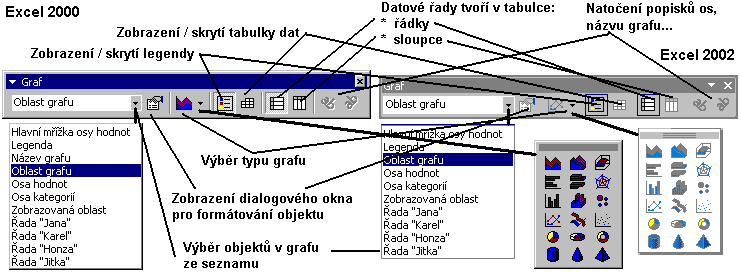 Excel 2000
Datové řady tvoří v tabulce:
* řádky
* sloupce
Natočení popisků os,
názvu grafu...
Zobrazení / skrytí tabulky dat
Zobrazení / skrytí legendy
Excel 2002
Graf
Oblast grafu
Graf
Oblast grafu
Hlavní mřížka osy hodnot
Legenda
Název grafu
Oblast grafu
Osa hodnot
Osa kategorií
Zobrazovaná oblast
Řada "Jana"
Řada "Karel"
Řada "Honza"
Řada "Jitka"
Výběr typu grafu
Zobrazení dialogového okna
pro formátování objektu
Výběr objektů v grafu
ze seznamu
Hlavní mřížka osy hodnot
Legenda
Oblast grafu
Osa hodnot
Osa kategorií
Zobrazovaná oblast
Řada "Jana"
Řada "Karel"
Řada "Honza"
Řada "Jitka"